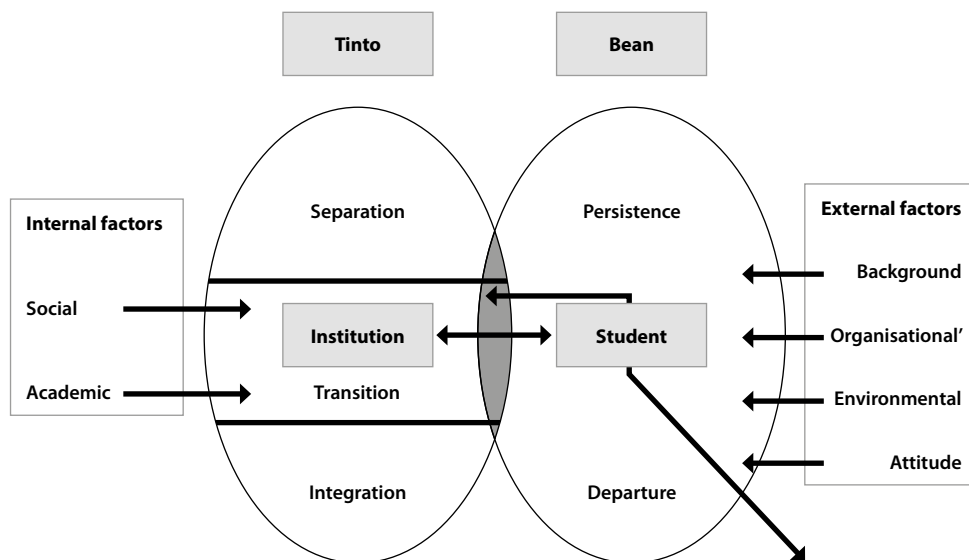 Tinto
Bean
Internal factors
Social
Academic
Separation
Institution
Transition
Integration
Persistence
Student
Departure
External factors
Background
Organisational'
Environmental
Attitude